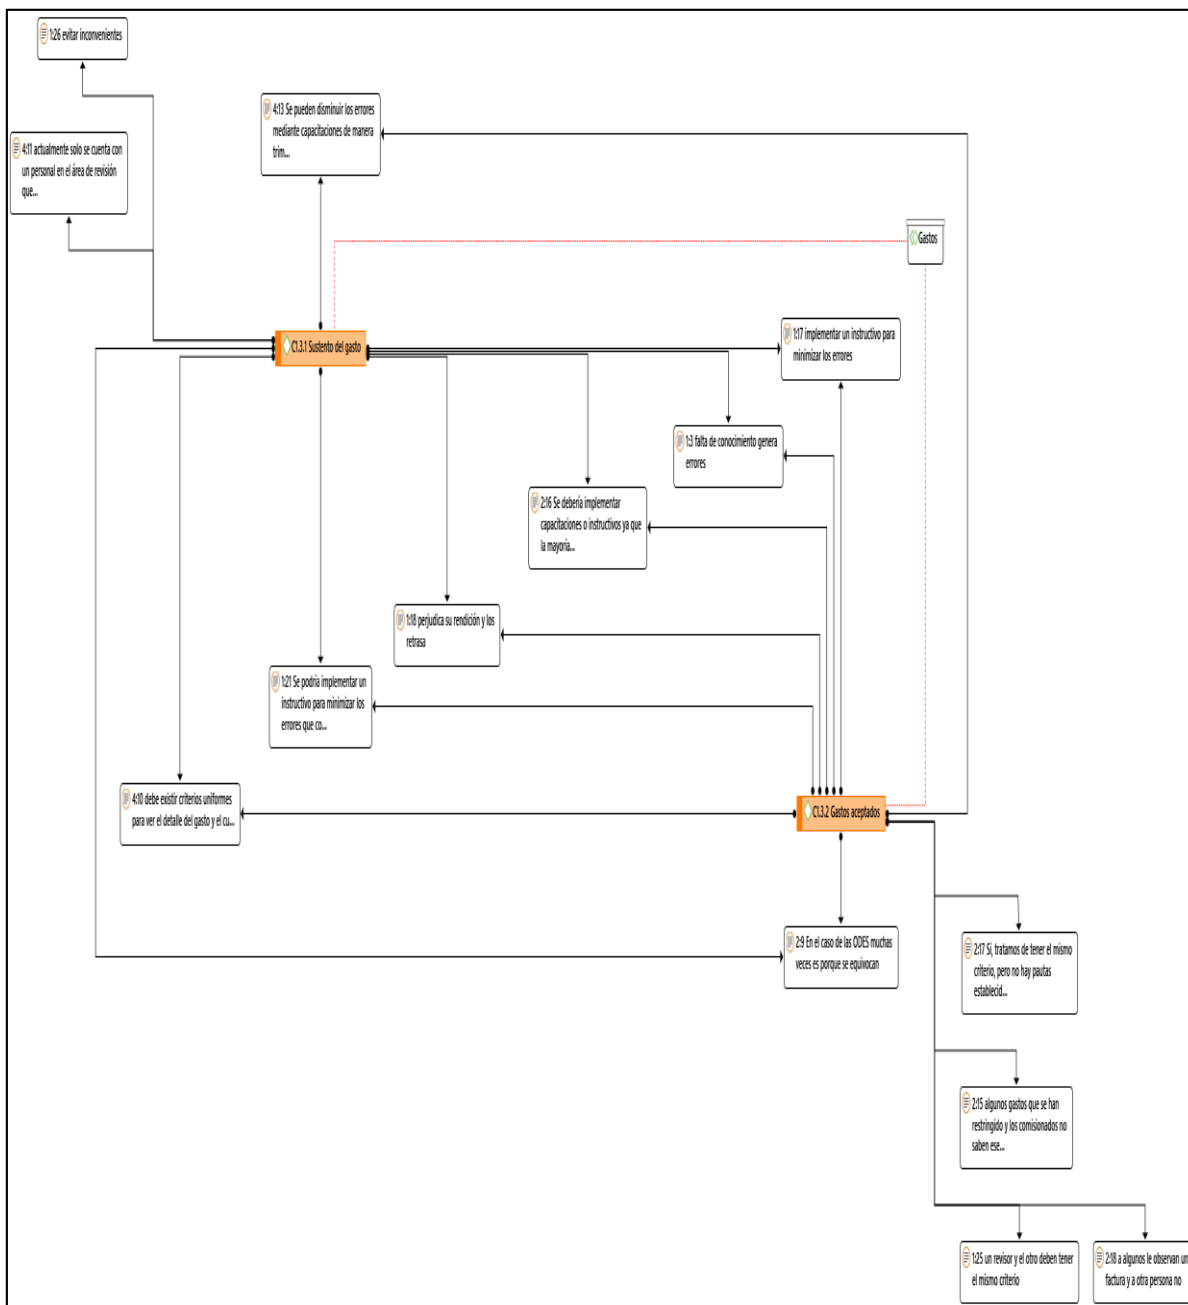 1:26 evitar inconvenientes
4:13 Se pueden disminuir los errores
mediante capacitaciones de manera
trim...
4:11 actualmente solo se cuenta con
un personal en el área de revisión
que...
Gastos
C1.3.1 Sustento del gasto
1:17 implementar un instructivo para
minimizar los errores
1:3 falta de conocimiento genera
errores
2:16 Se debería implementar
capacitaciones o instructivos ya que
la mayoría...
1:18 perjudica su rendición y los
retrasa
1:21 Se podría implementar un
instructivo para minimizar los
errores que co...
4:10 debe existir criterios uniformes
para ver el detalle del gasto y el cu...
C1.3.2 Gastos aceptados
2:9 En el caso de las ODES muchas
veces es porque se equivocan
2:17 Si, tratamos de tener el mismo
criterio, pero no hay pautas
establecid...
2:15 algunos gastos que se han
restringido y los comisionados no
saben ese...
1:25 un revisor y el otro deben tener
el mismo criterio
2:18 a algunos le observan un
factura y a otra persona no